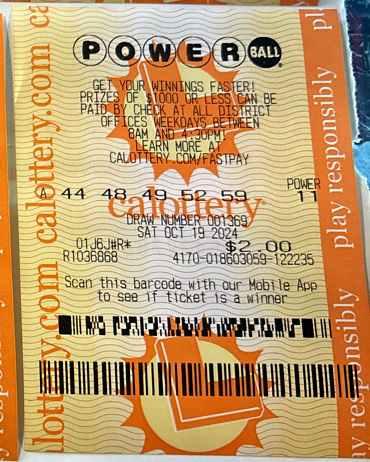 POWERBALL
GET YOUR WINNINGS FASTER!
PRIZES OF $1000 OR LESS CAN BE
PAID BY CHECK AT ALL DISTRICT
OFFICES WEEKDAYS BETWEEN
8AM AND 4:30PM!
LEARN MORE AT
CALOTTERY.COM/FASTPAY
POWER
A 44 48 49 52 59 11
calottery
DRAW NUMBER 001369
SAT OCT 19 2024
01J6J#R* $2.00
R1036868 4170-018603059-122235
Scan this barcode with our Mobile App
to see if ticket is a winner
calottery.com calottery.com
play responsibly play responsibly